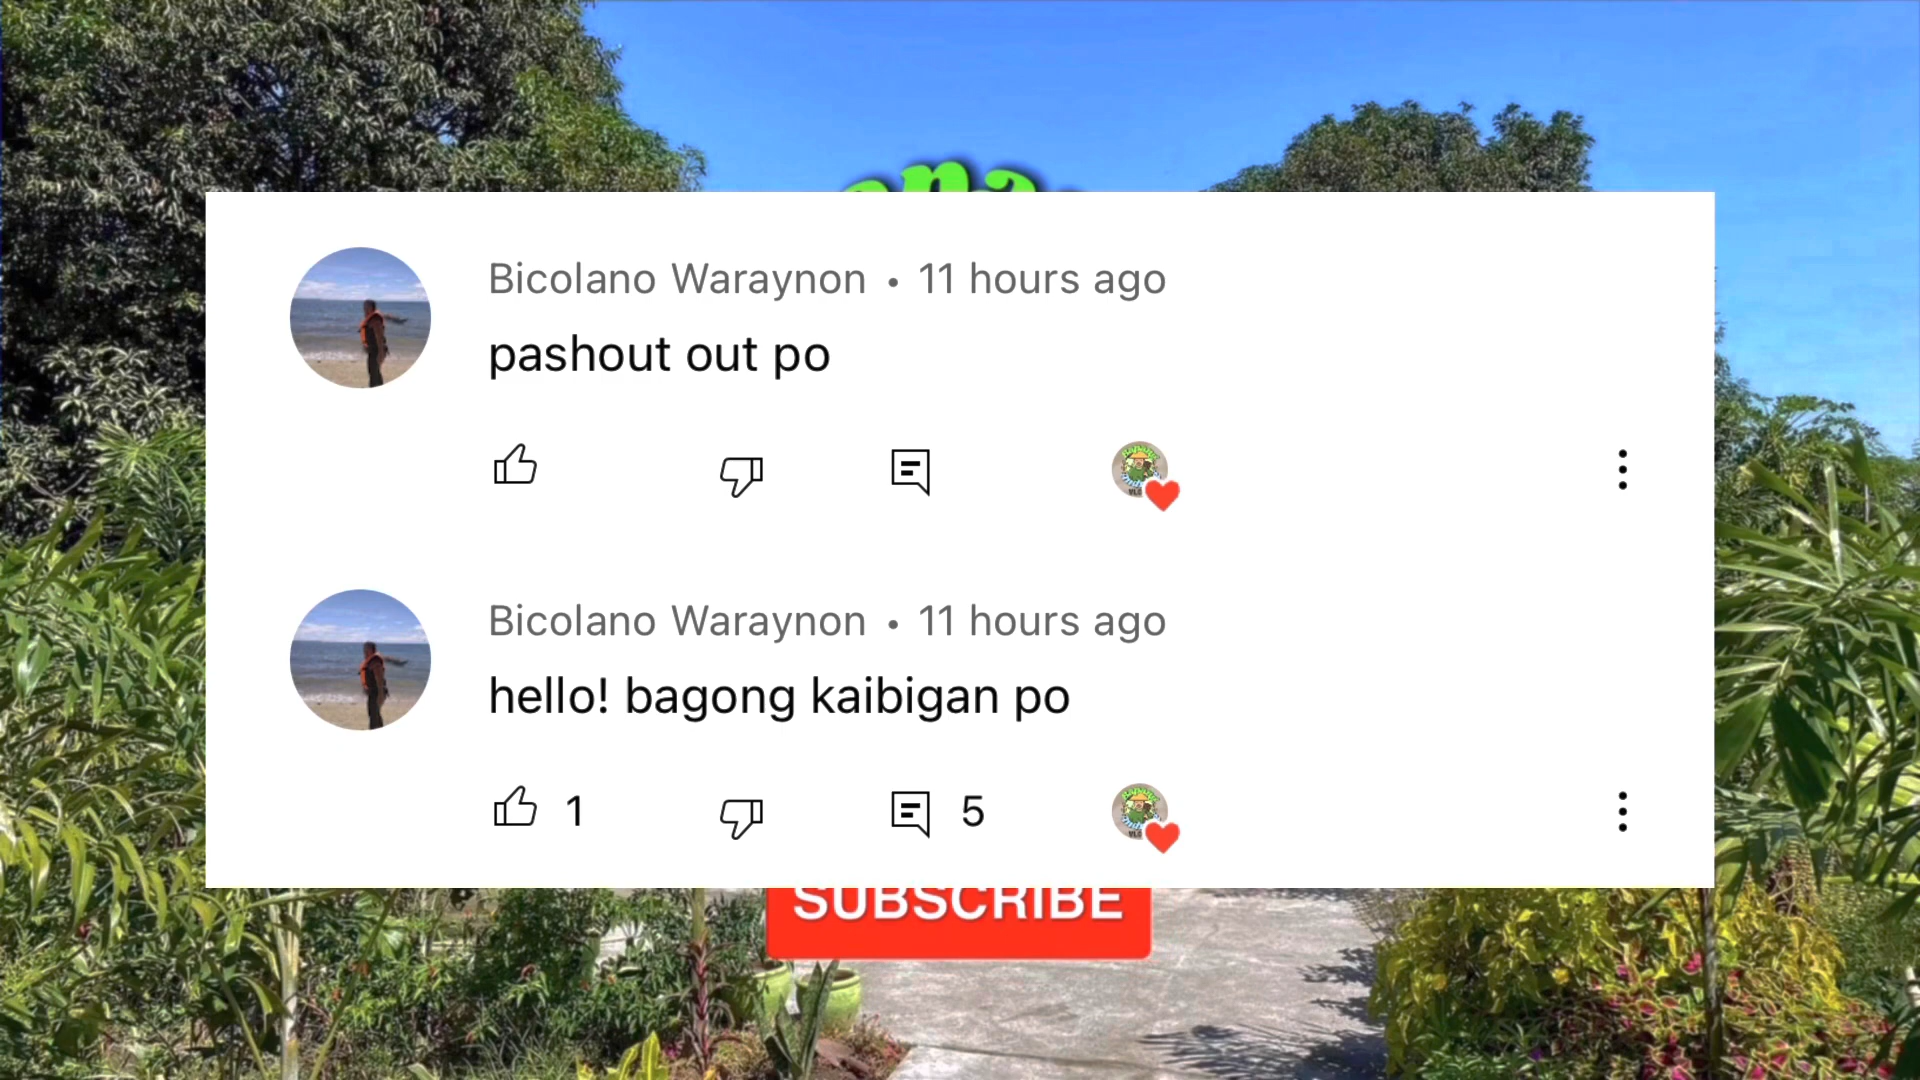 Bicolano Waraynon • 11 hours ago
pashout out po
Bicolano Waraynon • 11 hours ago
hello! bagong kaibigan po
1 5
SUBSCRIBE